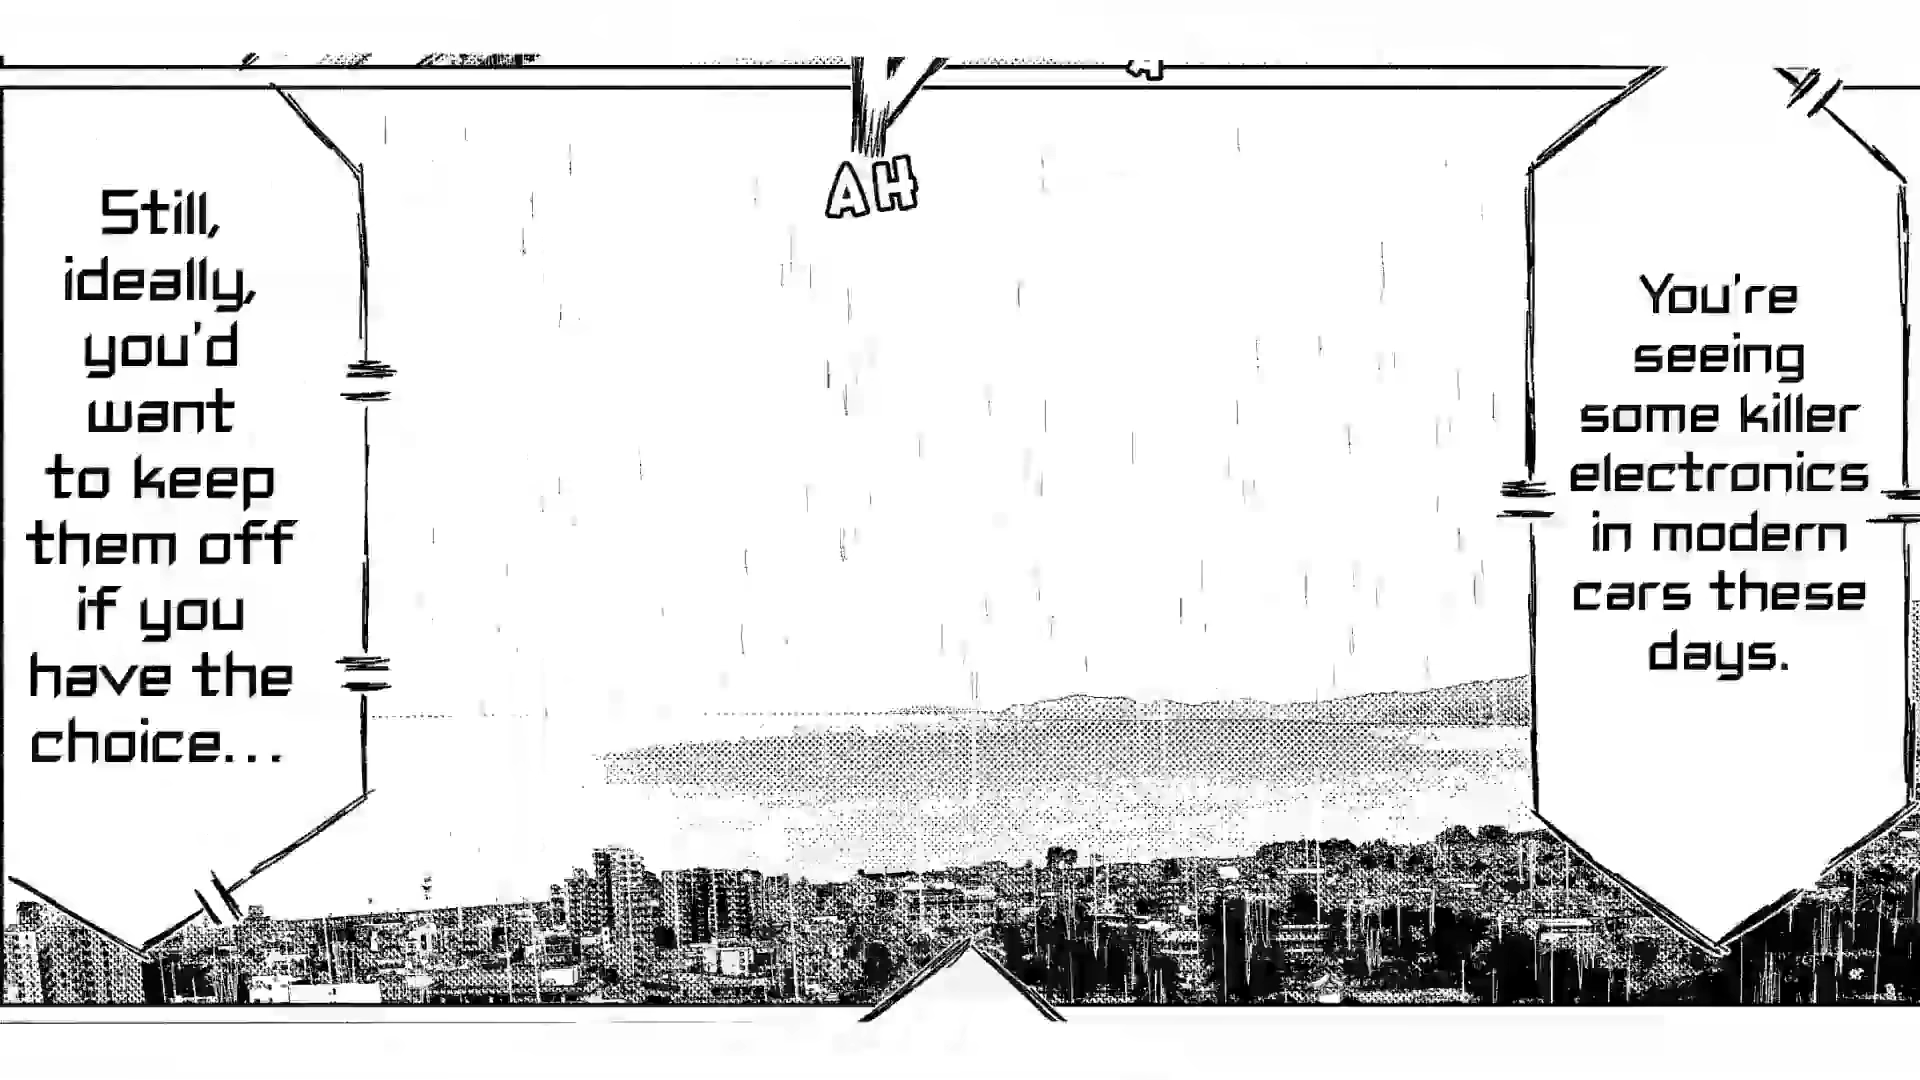 You're
seeing
some killer
electronics
in modern
cars these
days.
AH
Still,
ideally,
you'd
want
to keep
them off
if you
have the
choice...